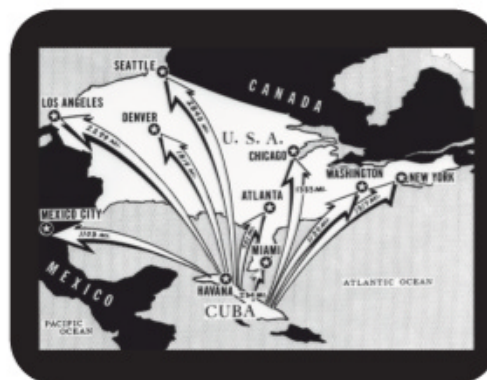 SEATTLE
CANADA
LOS ANGELES
DENVER
U. S. A.
CHICAGO
WASHINGTON
NEW YORK
ATLANTA
MEXICO CITY
MIAMI
MEXICO
HAVANA
CUBA
ATLANTIC OCEAN
PACIFIC
OCEAN